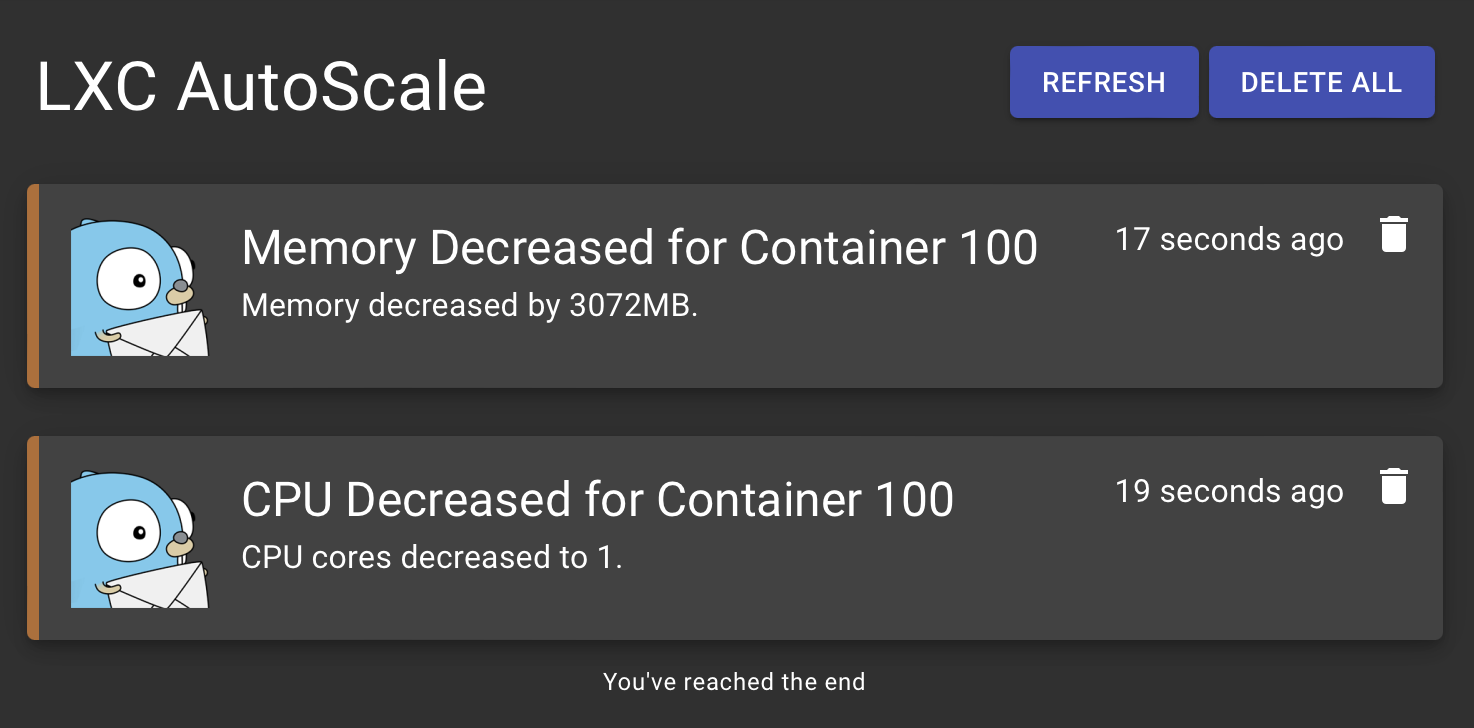 LXC AutoScale
REFRESH
DELETE ALL
Memory Decreased for Container 100
17 seconds ago
Memory decreased by 3072MB.
CPU Decreased for Container 100
19 seconds ago
CPU cores decreased to 1.
You've reached the end